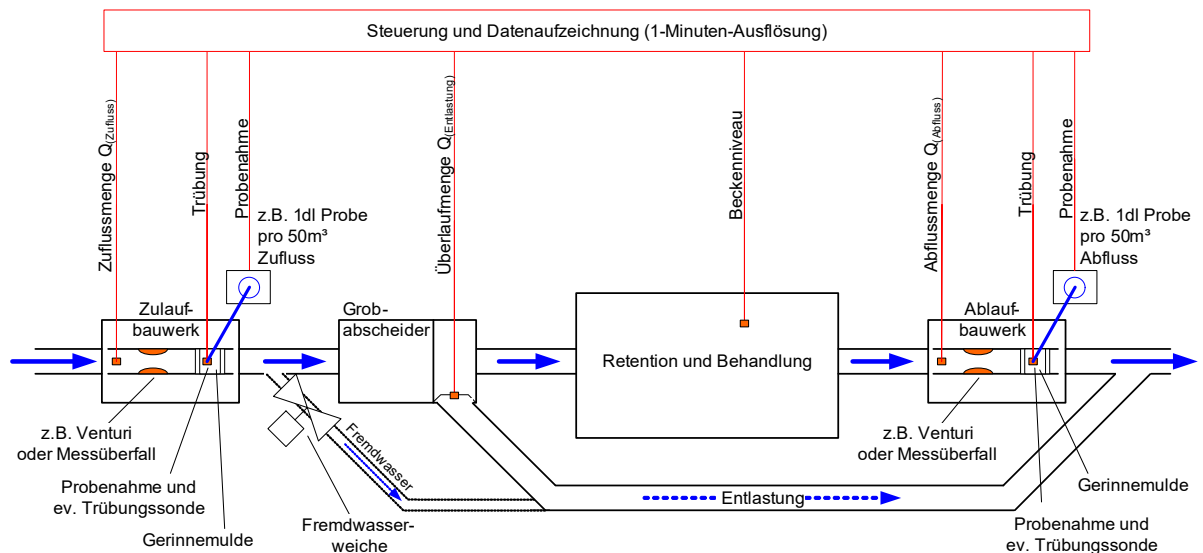 Steuerung und Datenaufzeichnung (1-Minuten-Ausflösung)
Zuflussmenge Q(Zufluss)
Trübung
Probenahme
z.B. 1dl Probe
pro 50m³
Zufluss
Überlaufmenge Q(Entlastung)
Beckenniveau
Abflussmenge Q(Abfluss)
Trübung
Probenahme
z.B. 1dl Probe
pro 50m³
Abfluss
Zulauf-
bauwerk
Grob-
abscheider
Retention und Behandlung
Ablauf-
bauwerk
z.B. Venturi
oder Messüberfall
Probenahme und
ev. Trübungssonde
Gerinnemulde
Fremdwasser
Fremdwasser-
weiche
Entlastung
z.B. Venturi
oder Messüberfall
Gerinnemulde
Probenahme und
ev. Trübungssonde